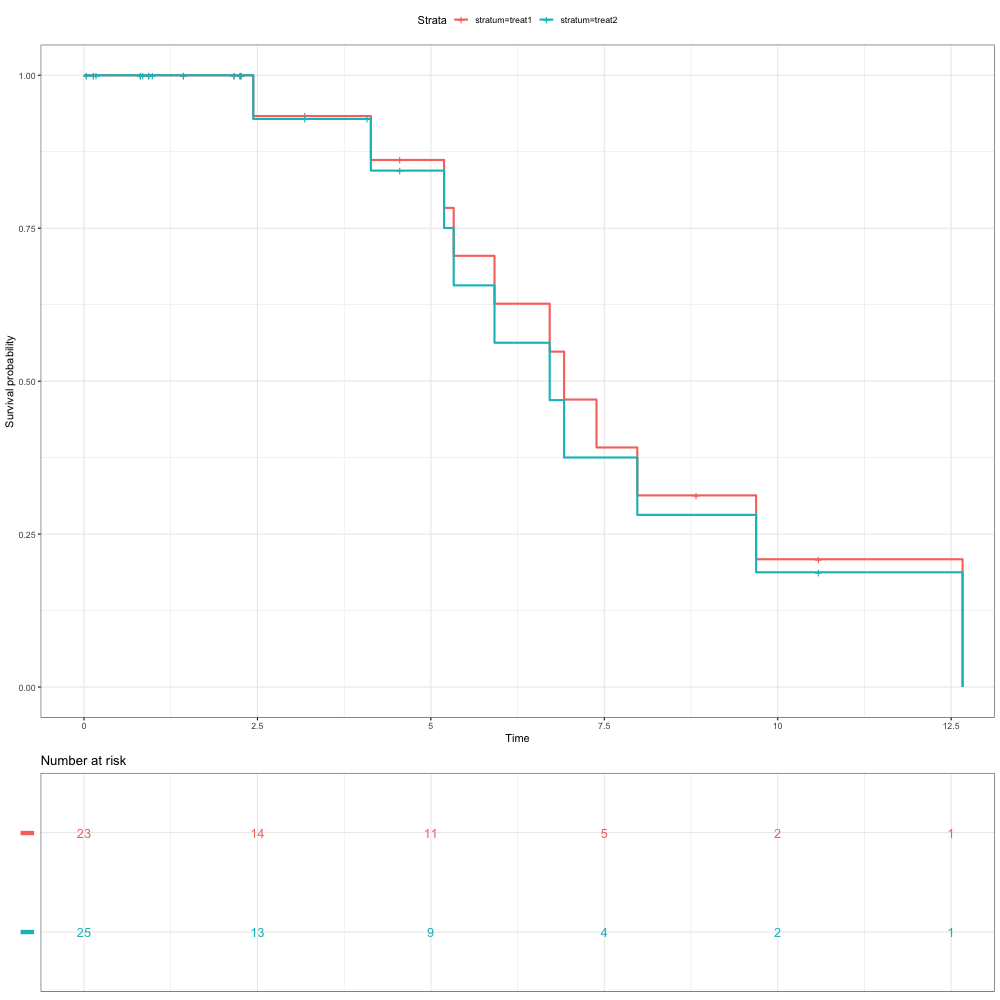 Strata stratum=treat1 stratum=treat2
1.00
0.75
0.50
0.25
0.00
Survival probability
0 2.5 5 7.5 10 12.5
Time
Number at risk
23 14 11 5 2 1
25 13 9 4 2 1